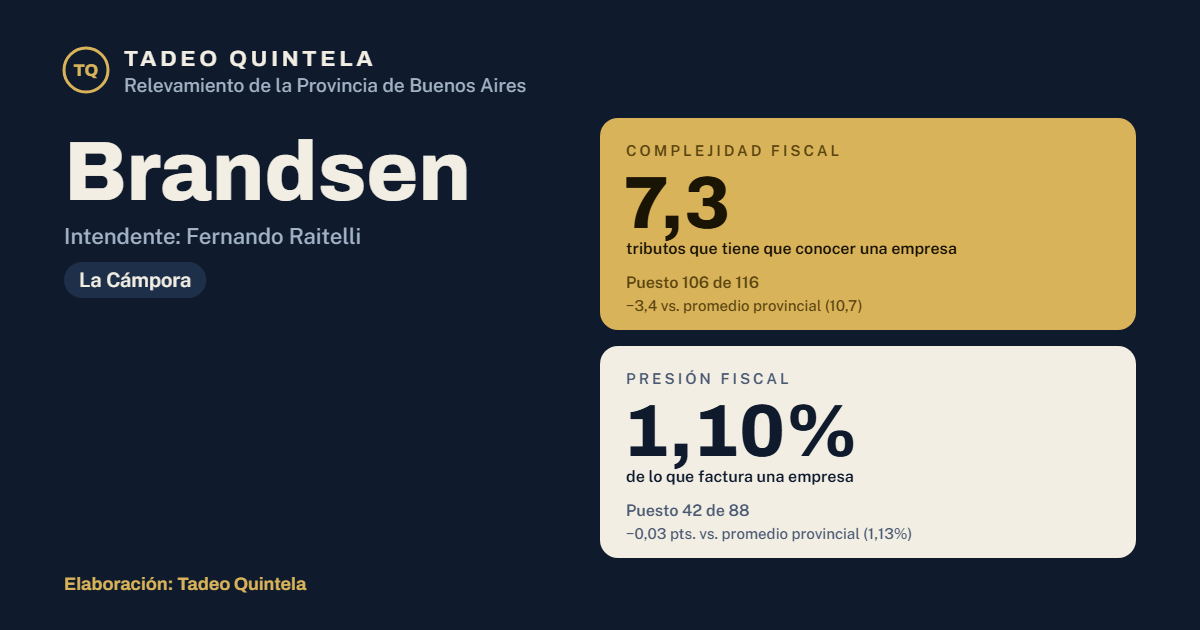 TQ
TADEO QUINTELA
Relevamiento de la Provincia de Buenos Aires
Brandsen
Intendente: Fernando Raitelli
La Cámpora
COMPLEJIDAD FISCAL
7,3
tributos que tiene que conocer una empresa
Puesto 106 de 116
−3,4 vs. promedio provincial (10,7)
PRESIÓN FISCAL
1,10%
de lo que factura una empresa
Puesto 42 de 88
−0,03 pts. vs. promedio provincial (1,13%)
Elaboración: Tadeo Quintela